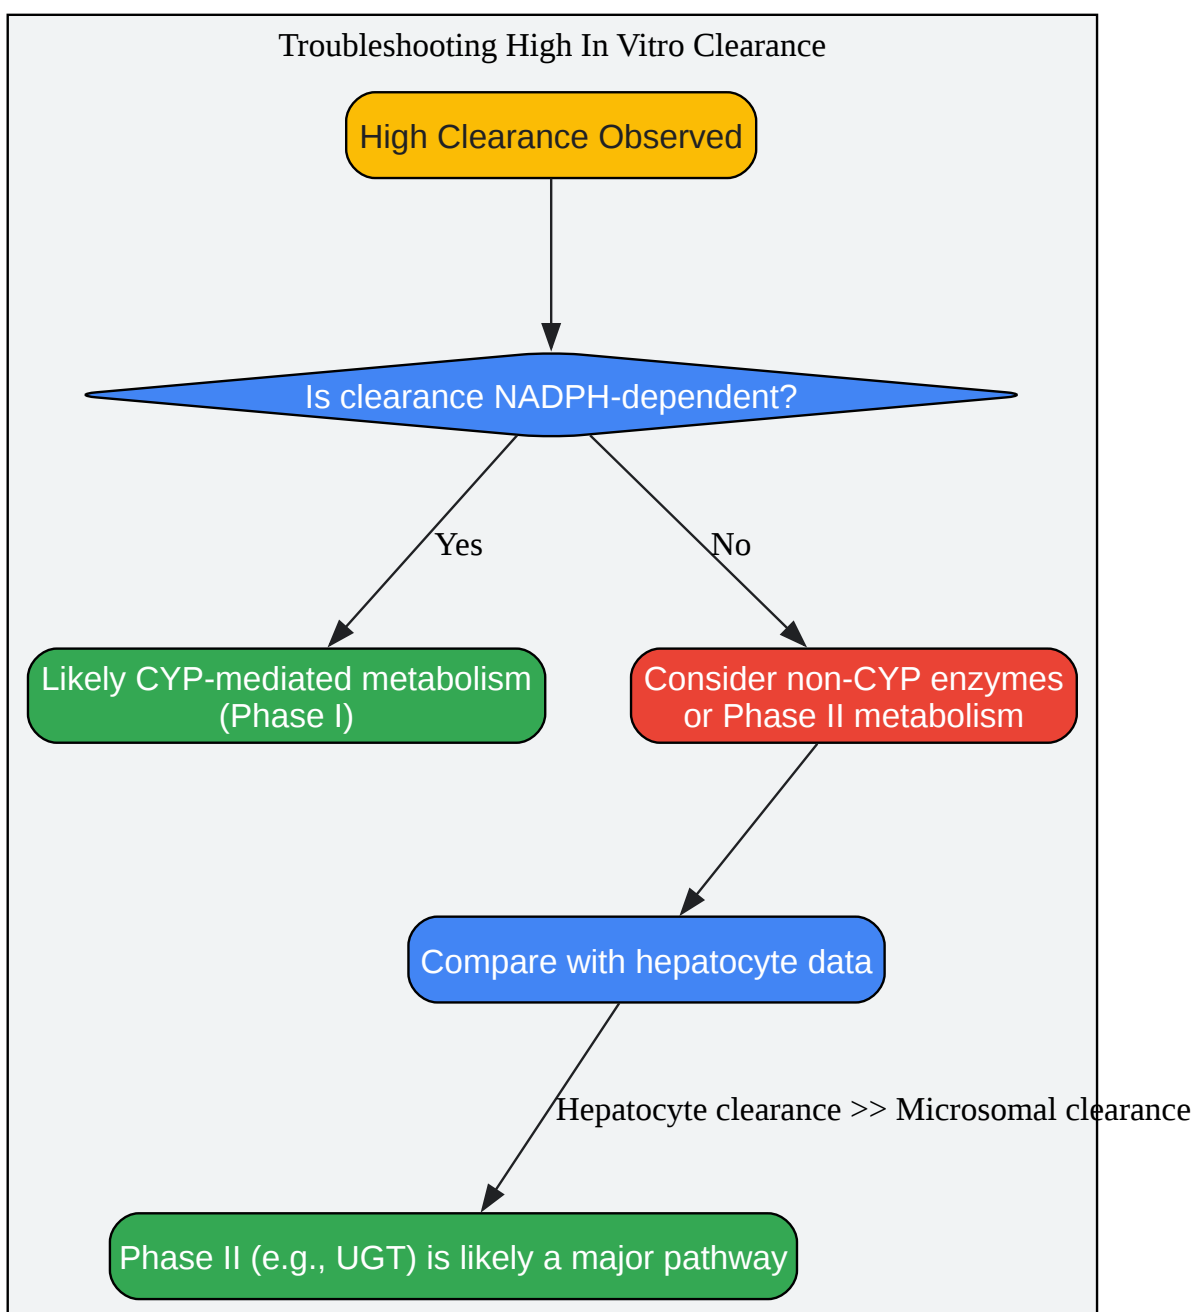 Troubleshooting High In Vitro Clearance
High Clearance Observed
Is clearance NADPH-dependent?
Yes
No
Likely CYP-mediated metabolism
(Phase I)
Consider non-CYP enzymes
or Phase II metabolism
Compare with hepatocyte data
Hepatocyte clearance >> Microsomal clearance
Phase II (e.g., UGT) is likely a major pathway